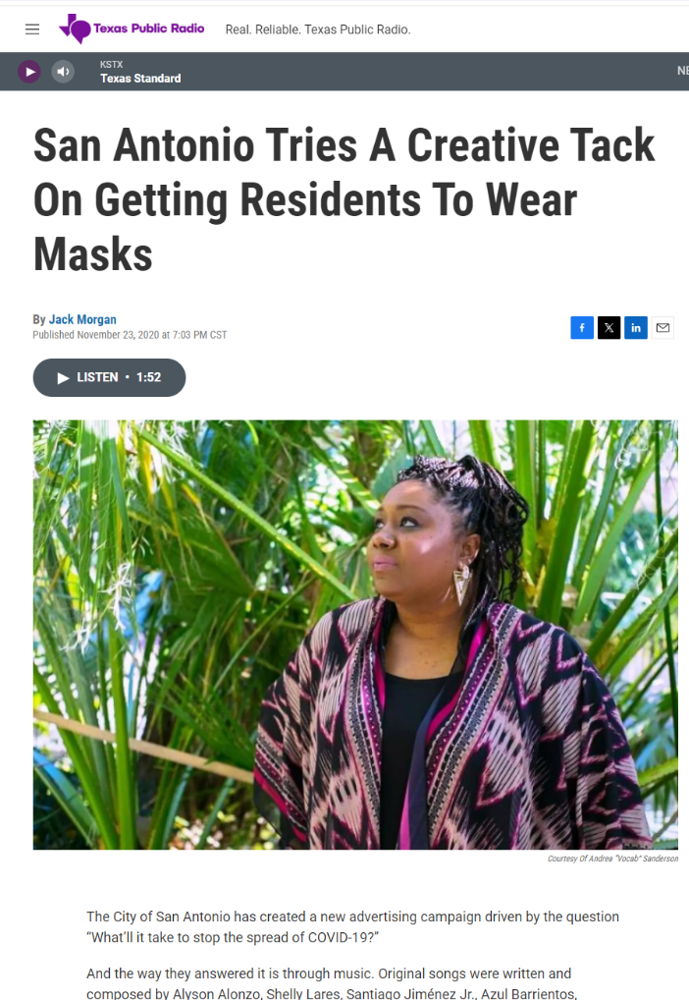 Texas Public Radio
Real. Reliable. Texas Public Radio.
KSTX
Texas Standard
NE
San Antonio Tries A Creative Tack
On Getting Residents To Wear
Masks
By Jack Morgan
Published November 23, 2020 at 7:03 PM CST
f X in
LISTEN • 1:52
Courtesy Of Andrea "Vocab" Sanderson
The City of San Antonio has created a new advertising campaign driven by the question
“What’ll it take to stop the spread of COVID-19?”
And the way they answered it is through music. Original songs were written and
composed by Alyson Alonzo, Shelly Lares, Santiago Jiménez Jr., Azul Barrientos,